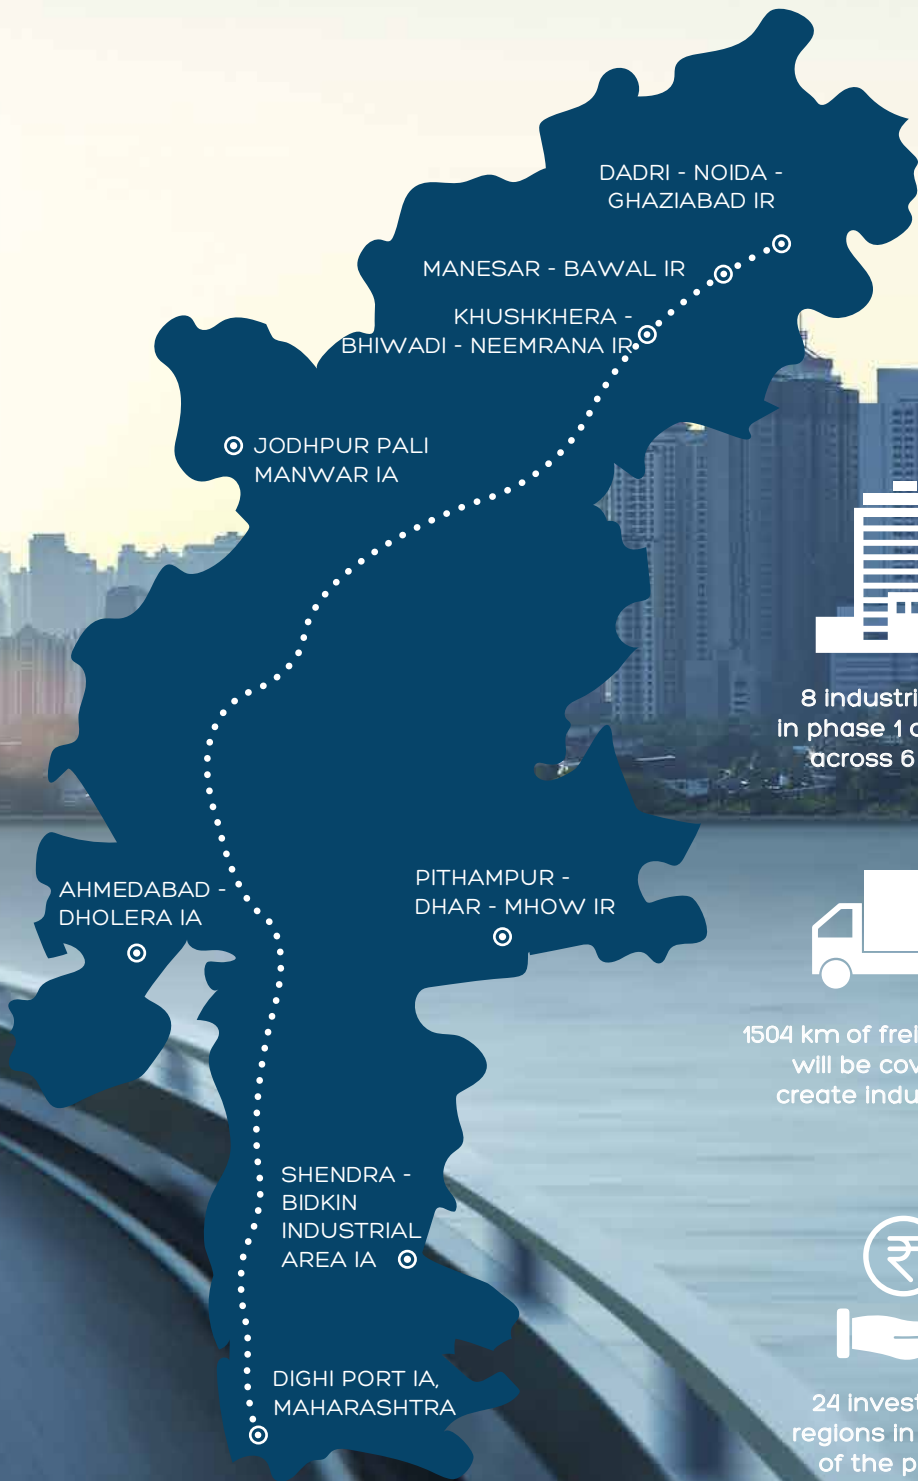 DADRI - NOIDA -
GHAZIABAD IR
MANESAR - BAWAL IR
KHUSHKHERA -
BHIWADI - NEEMRANA IR
JODHPUR PALI
MANWAR IA
AHMEDABAD -
DHOLERA IA
PITHAMPUR -
DHAR - MHOW IR
SHENDRA -
BIDKIN
INDUSTRIAL
AREA IA
DIGHI PORT IA,
MAHARASHTRA
8 industri
in phase 1
across 6
1504 km of frei
will be cov
create indu
₹
24 invest
regions in
of the p